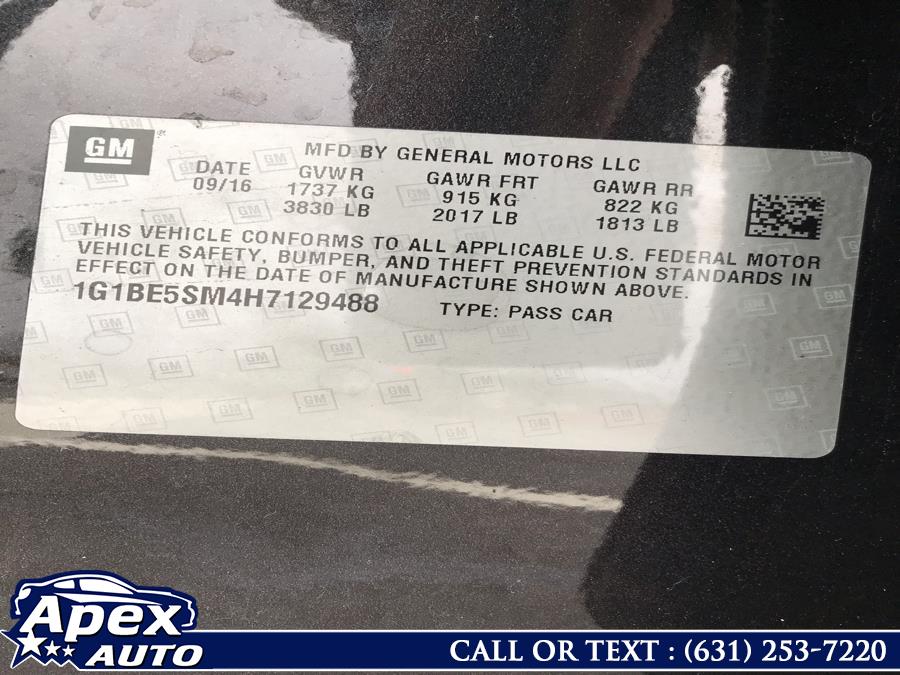 GM
MFD BY GENERAL MOTORS LLC
DATE GVWR GAWR FRT GAWR RR
09/16 1737 KG 915 KG 822 KG
3830 LB 2017 LB 1813 LB
THIS VEHICLE CONFORMS TO ALL APPLICABLE U.S. FEDERAL MOTOR
VEHICLE SAFETY, BUMPER, AND THEFT PREVENTION STANDARDS IN
EFFECT ON THE DATE OF MANUFACTURE SHOWN ABOVE.
1G1BE5SM4H7129488 TYPE: PASS CAR
APEX
AUTO
CALL OR TEXT : (631) 253-7220